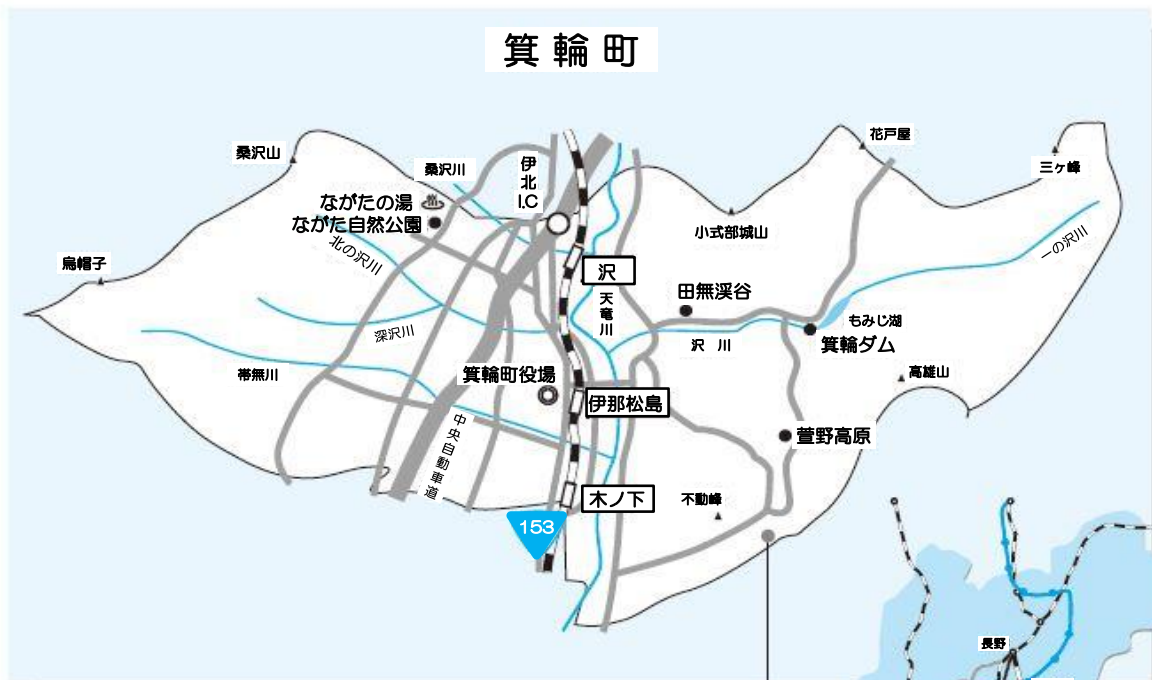 箕輪町
花戸屋
桑沢山
桑沢川
伊北I.C
三ヶ峰
ながたの湯
ながた自然公園
小式部城山
北の沢川
一の沢川
烏帽子
沢
田無渓谷
天竜川
もみじ湖
深沢川
沢川
箕輪ダム
帯無川
箕輪町役場
高雄山
伊那松島
中央自動車道
萱野高原
木ノ下
不動峰
153
長野